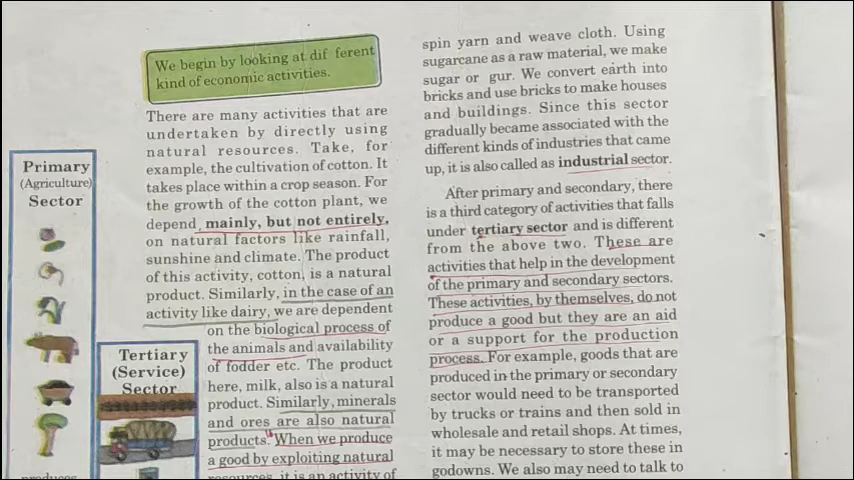 We begin by looking at dif ferent
kind of economic activities.
There are many activities that are
undertaken by directly using
natural resources. Take, for
example, the cultivation of cotton. It
takes place within a crop season. For
the growth of the cotton plant, we
depend, mainly, but not entirely,
on natural factors like rainfall,
sunshine and climate. The product
of this activity, cotton, is a natural
product. Similarly, in the case of an
activity like dairy, we are dependent
on the biological process of
the animals and availability
of fodder etc. The product
here, milk, also is a natural
product. Similarly, minerals
and ores are also natural
products. When we produce
a good by exploiting natural
resources, it is an activity of
Primary
(Agriculture)
Sector
produces
Tertiary
(Service)
Sector
spin yarn and weave cloth. Using
sugarcane as a raw material, we make
sugar or gur. We convert earth into
bricks and use bricks to make houses
and buildings. Since this sector
gradually became associated with the
different kinds of industries that came
up, it is also called as industrial sector.
After primary and secondary, there
is a third category of activities that falls
under tertiary sector and is different
from the above two. These are
activities that help in the development
of the primary and secondary sectors.
These activities, by themselves, do not
produce a good but they are an aid
or a support for the production
process. For example, goods that are
produced in the primary or secondary
sector would need to be transported
by trucks or trains and then sold in
wholesale and retail shops. At times,
it may be necessary to store these in
godowns. We also may need to talk to